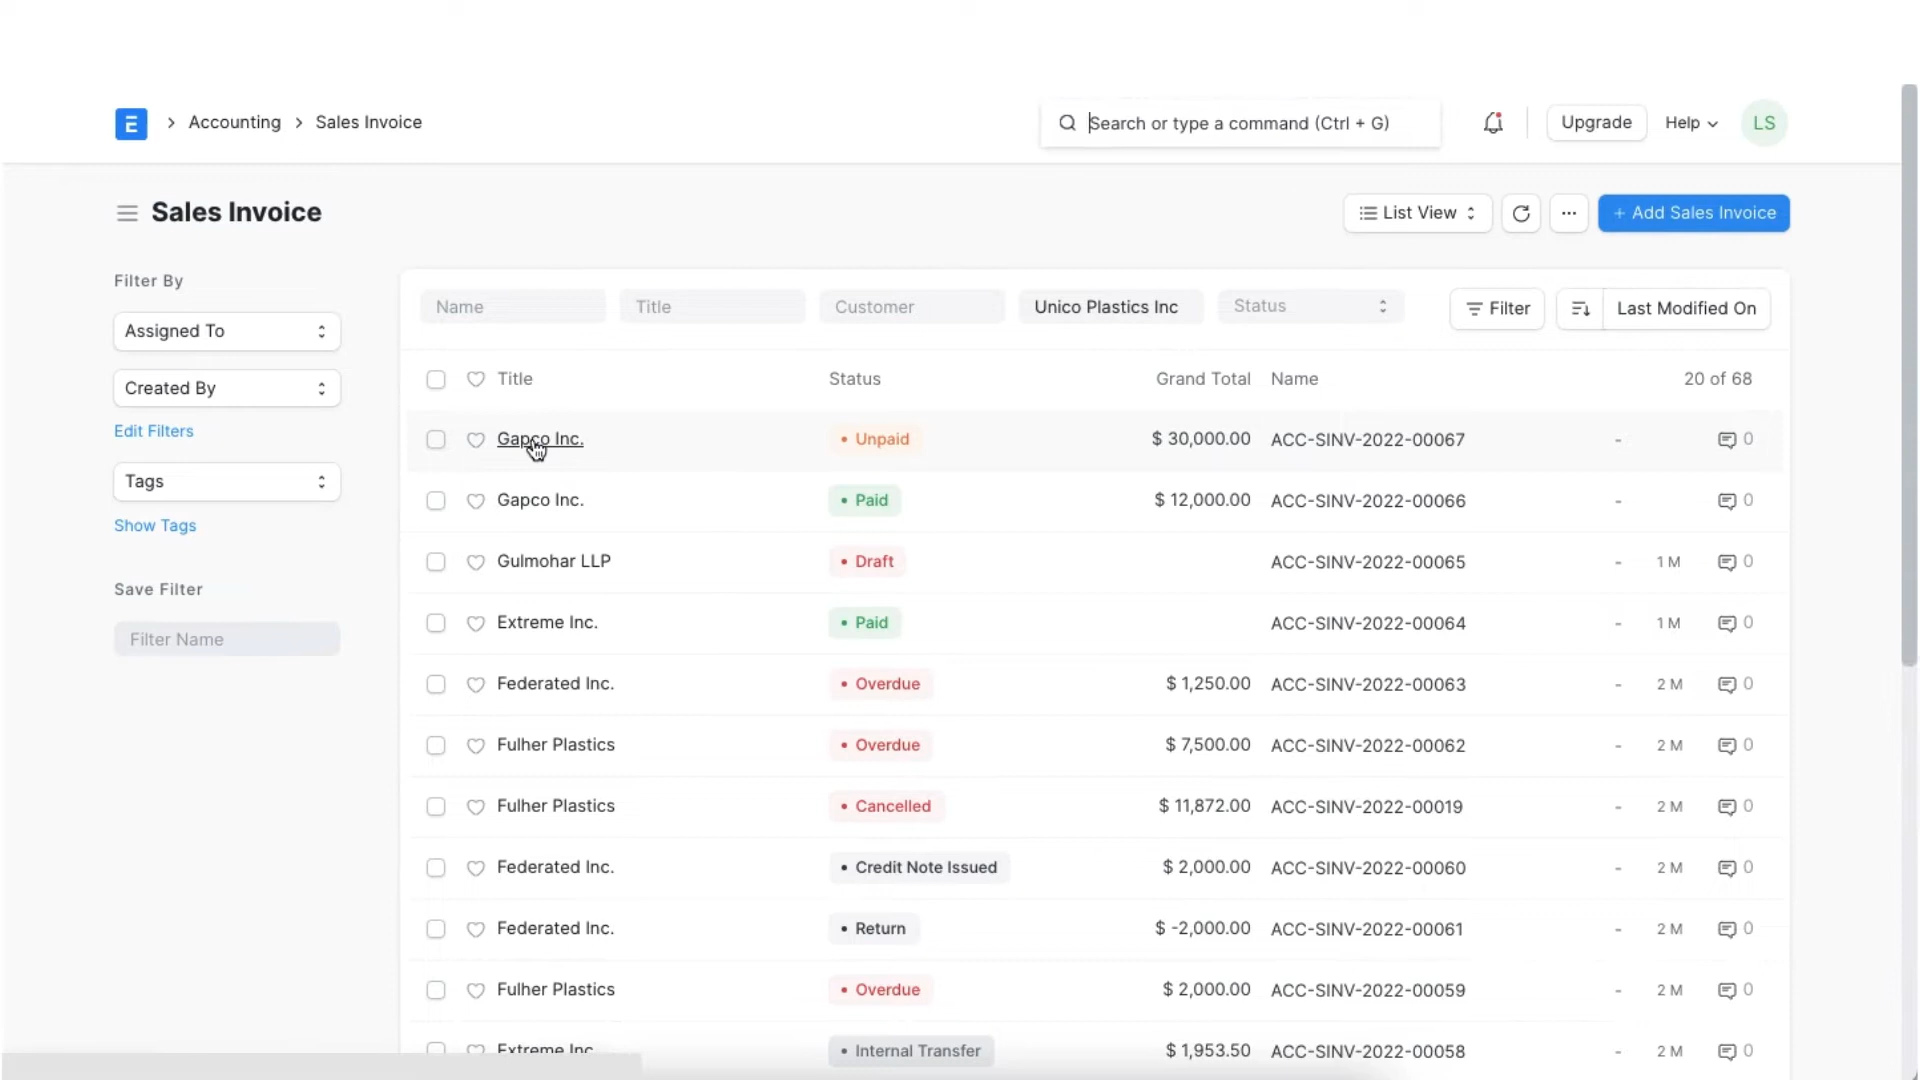 E > Accounting > Sales Invoice
Search or type a command (Ctrl + G)
Upgrade
Help
LS
Sales Invoice
List View
...
+ Add Sales Invoice
Filter By
Assigned To
Created By
Edit Filters
Tags
Show Tags
Save Filter
Filter Name
Name Title Customer Unico Plastics Inc Status
Filter
Last Modified On
Title Status Grand Total Name 20 of 68
Gapco Inc. • Unpaid $ 30,000.00 ACC-SINV-2022-00067 - 0
Gapco Inc. • Paid $ 12,000.00 ACC-SINV-2022-00066 - 0
Gulmohar LLP • Draft ACC-SINV-2022-00065 - 1 M 0
Extreme Inc. • Paid ACC-SINV-2022-00064 - 1 M 0
Federated Inc. • Overdue $ 1,250.00 ACC-SINV-2022-00063 - 2 M 0
Fulher Plastics • Overdue $ 7,500.00 ACC-SINV-2022-00062 - 2 M 0
Fulher Plastics • Cancelled $ 11,872.00 ACC-SINV-2022-00019 - 2 M 0
Federated Inc. • Credit Note Issued $ 2,000.00 ACC-SINV-2022-00060 - 2 M 0
Federated Inc. • Return $ -2,000.00 ACC-SINV-2022-00061 - 2 M 0
Fulher Plastics • Overdue $ 2,000.00 ACC-SINV-2022-00059 - 2 M 0
Extreme Inc. • Internal Transfer $ 1,953.50 ACC-SINV-2022-00058 - 2 M 0